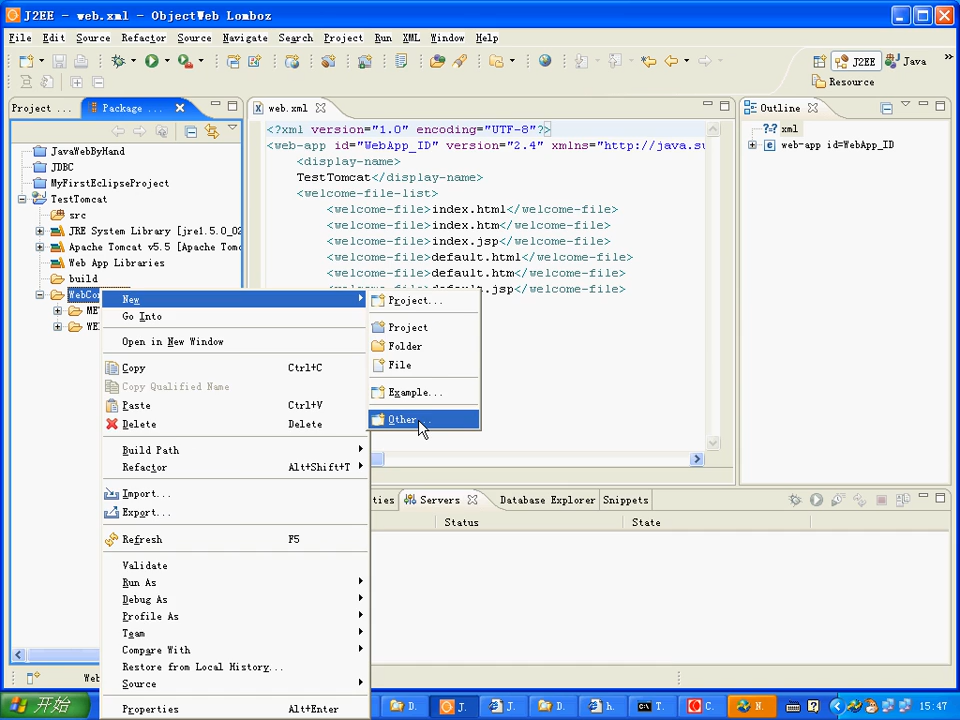 J2EE - web.xml - ObjectWeb Lomboz
File Edit Source Refactor Source Navigate Search Project Run XML Window Help
J2EE Java
Resource
Project ... Package ... web.xml Outline
JavaWebByHand
JDBC
MyFirstEclipseProject
TestTomcat
src
JRE System Library [jre1.5.0_02
Apache Tomcat v5.5 [Apache Tomc
Web App Libraries
build
WebCo
ME
WE
<?xml version="1.0" encoding="UTF-8"?>
<web-app id="WebApp_ID" version="2.4" xmlns="http://java.su
<display-name>
TestTomcat</display-name>
<welcome-file-list>
<welcome-file>index.html</welcome-file>
<welcome-file>index.htm</welcome-file>
<welcome-file>index.jsp</welcome-file>
<welcome-file>default.html</welcome-file>
<welcome-file>default.htm</welcome-file>
.jsp</welcome-file>
xml
web-app id=WebApp_ID
New
Go Into
Open in New Window
Copy Ctrl+C
Copy Qualified Name
Paste Ctrl+V
Delete Delete
Build Path
Refactor Alt+Shift+T
Import...
Export...
Refresh F5
Validate
Run As
Debug As
Profile As
Team
Compare With
Restore from Local History...
Source
Properties Alt+Enter
Project...
Project
Folder
File
Example...
Other...
ties Servers Database Explorer Snippets
Status State
Web
开始 D. J. J. D. h. T. C. N. 15:47